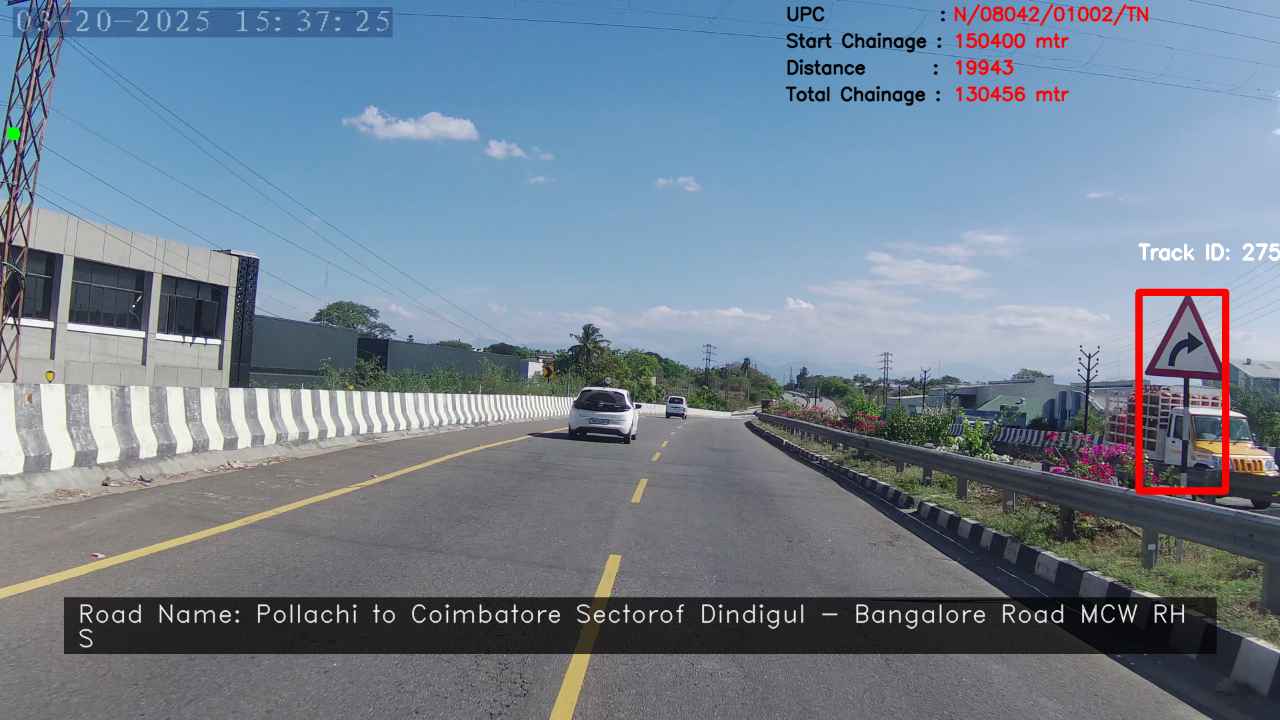 03-20-2025 15:37:25
UPC : N/08042/01002/TN
Start Chainage : 150400 mtr
Distance : 19943
Total Chainage : 130456 mtr
Track ID: 275
Road Name: Pollachi to Coimbatore Sectorof Dindigul - Bangalore Road MCW RH
S